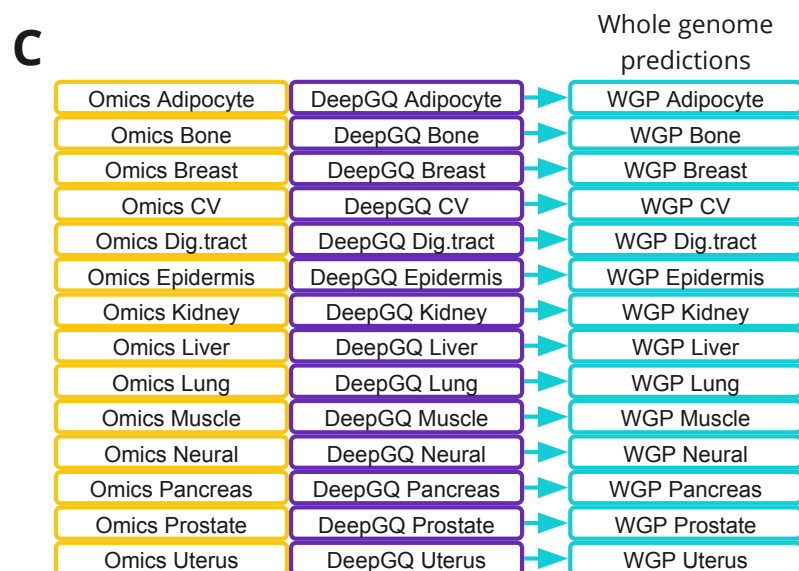 C
Whole genome
predictions
Omics Adipocyte DeepGQ Adipocyte WGP Adipocyte
Omics Bone DeepGQ Bone WGP Bone
Omics Breast DeepGQ Breast WGP Breast
Omics CV DeepGQ CV WGP CV
Omics Dig.tract DeepGQ Dig.tract WGP Dig.tract
Omics Epidermis DeepGQ Epidermis WGP Epidermis
Omics Kidney DeepGQ Kidney WGP Kidney
Omics Liver DeepGQ Liver WGP Liver
Omics Lung DeepGQ Lung WGP Lung
Omics Muscle DeepGQ Muscle WGP Muscle
Omics Neural DeepGQ Neural WGP Neural
Omics Pancreas DeepGQ Pancreas WGP Pancreas
Omics Prostate DeepGQ Prostate WGP Prostate
Omics Uterus DeepGQ Uterus WGP Uterus